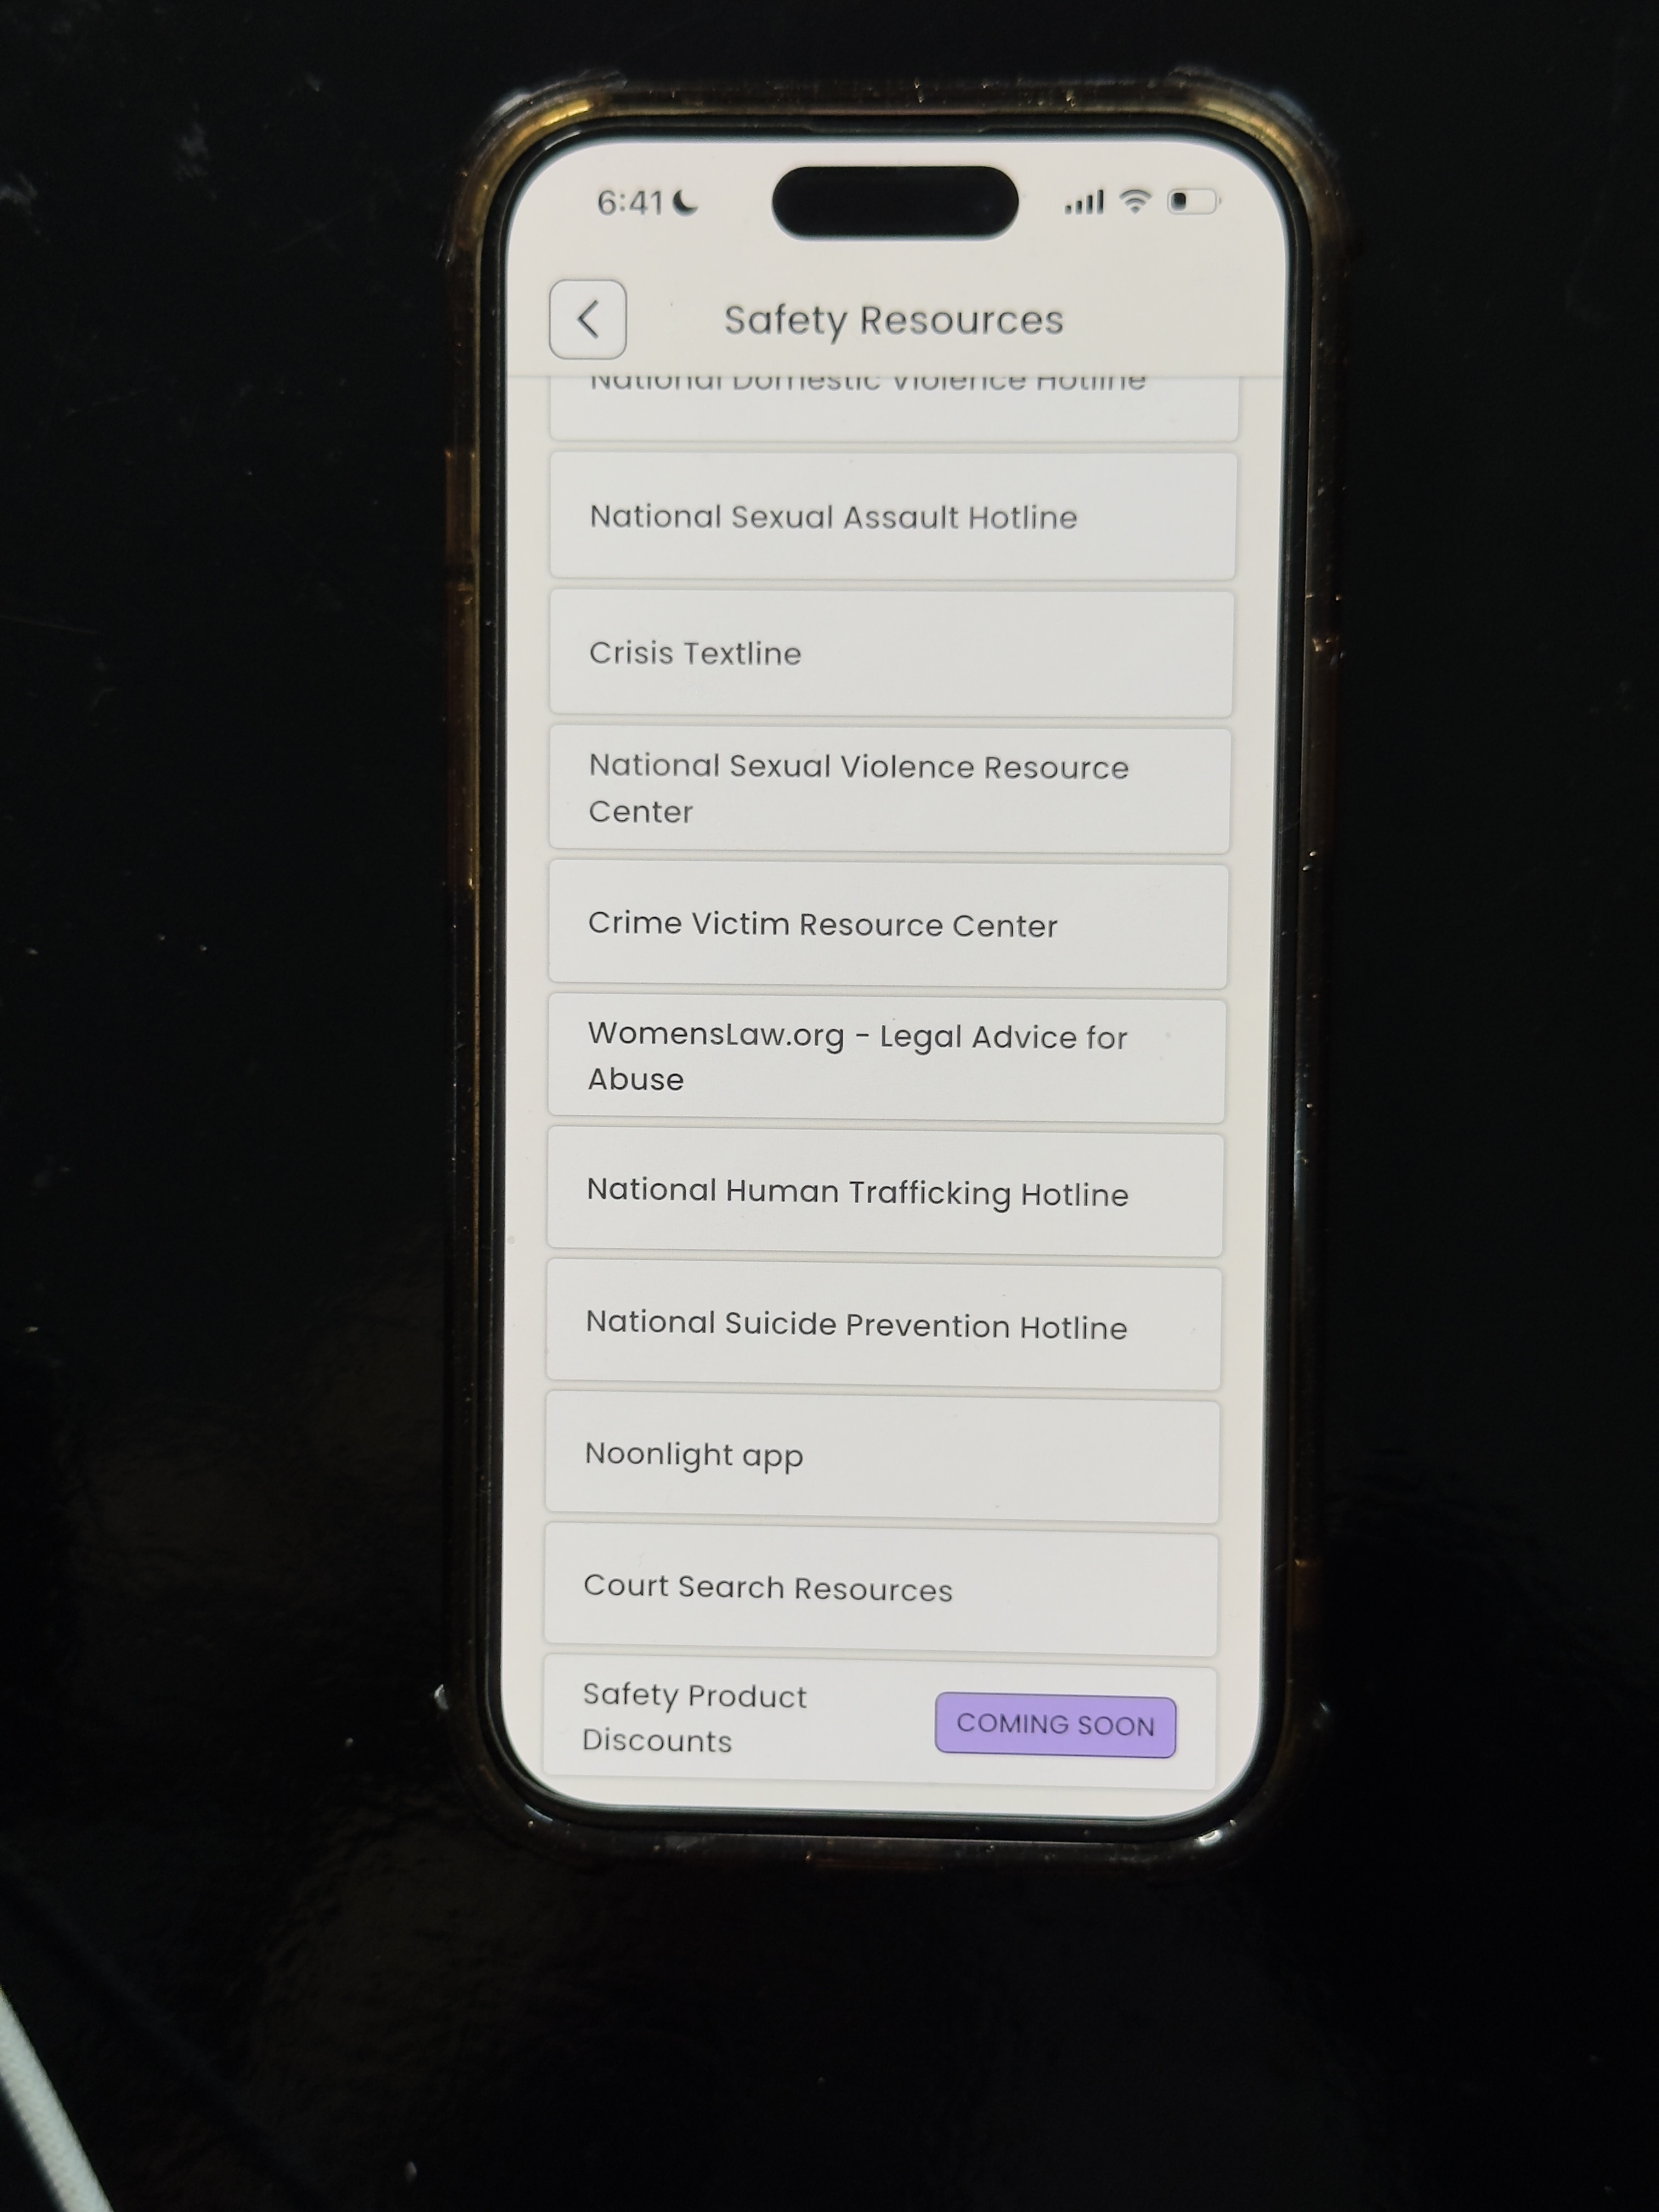 6:41
Safety Resources
National Domestic Violence Hotline
National Sexual Assault Hotline
Crisis Textline
National Sexual Violence Resource
Center
Crime Victim Resource Center
WomensLaw.org - Legal Advice for
Abuse
National Human Trafficking Hotline
National Suicide Prevention Hotline
Noonlight app
Court Search Resources
Safety Product
Discounts
COMING SOON